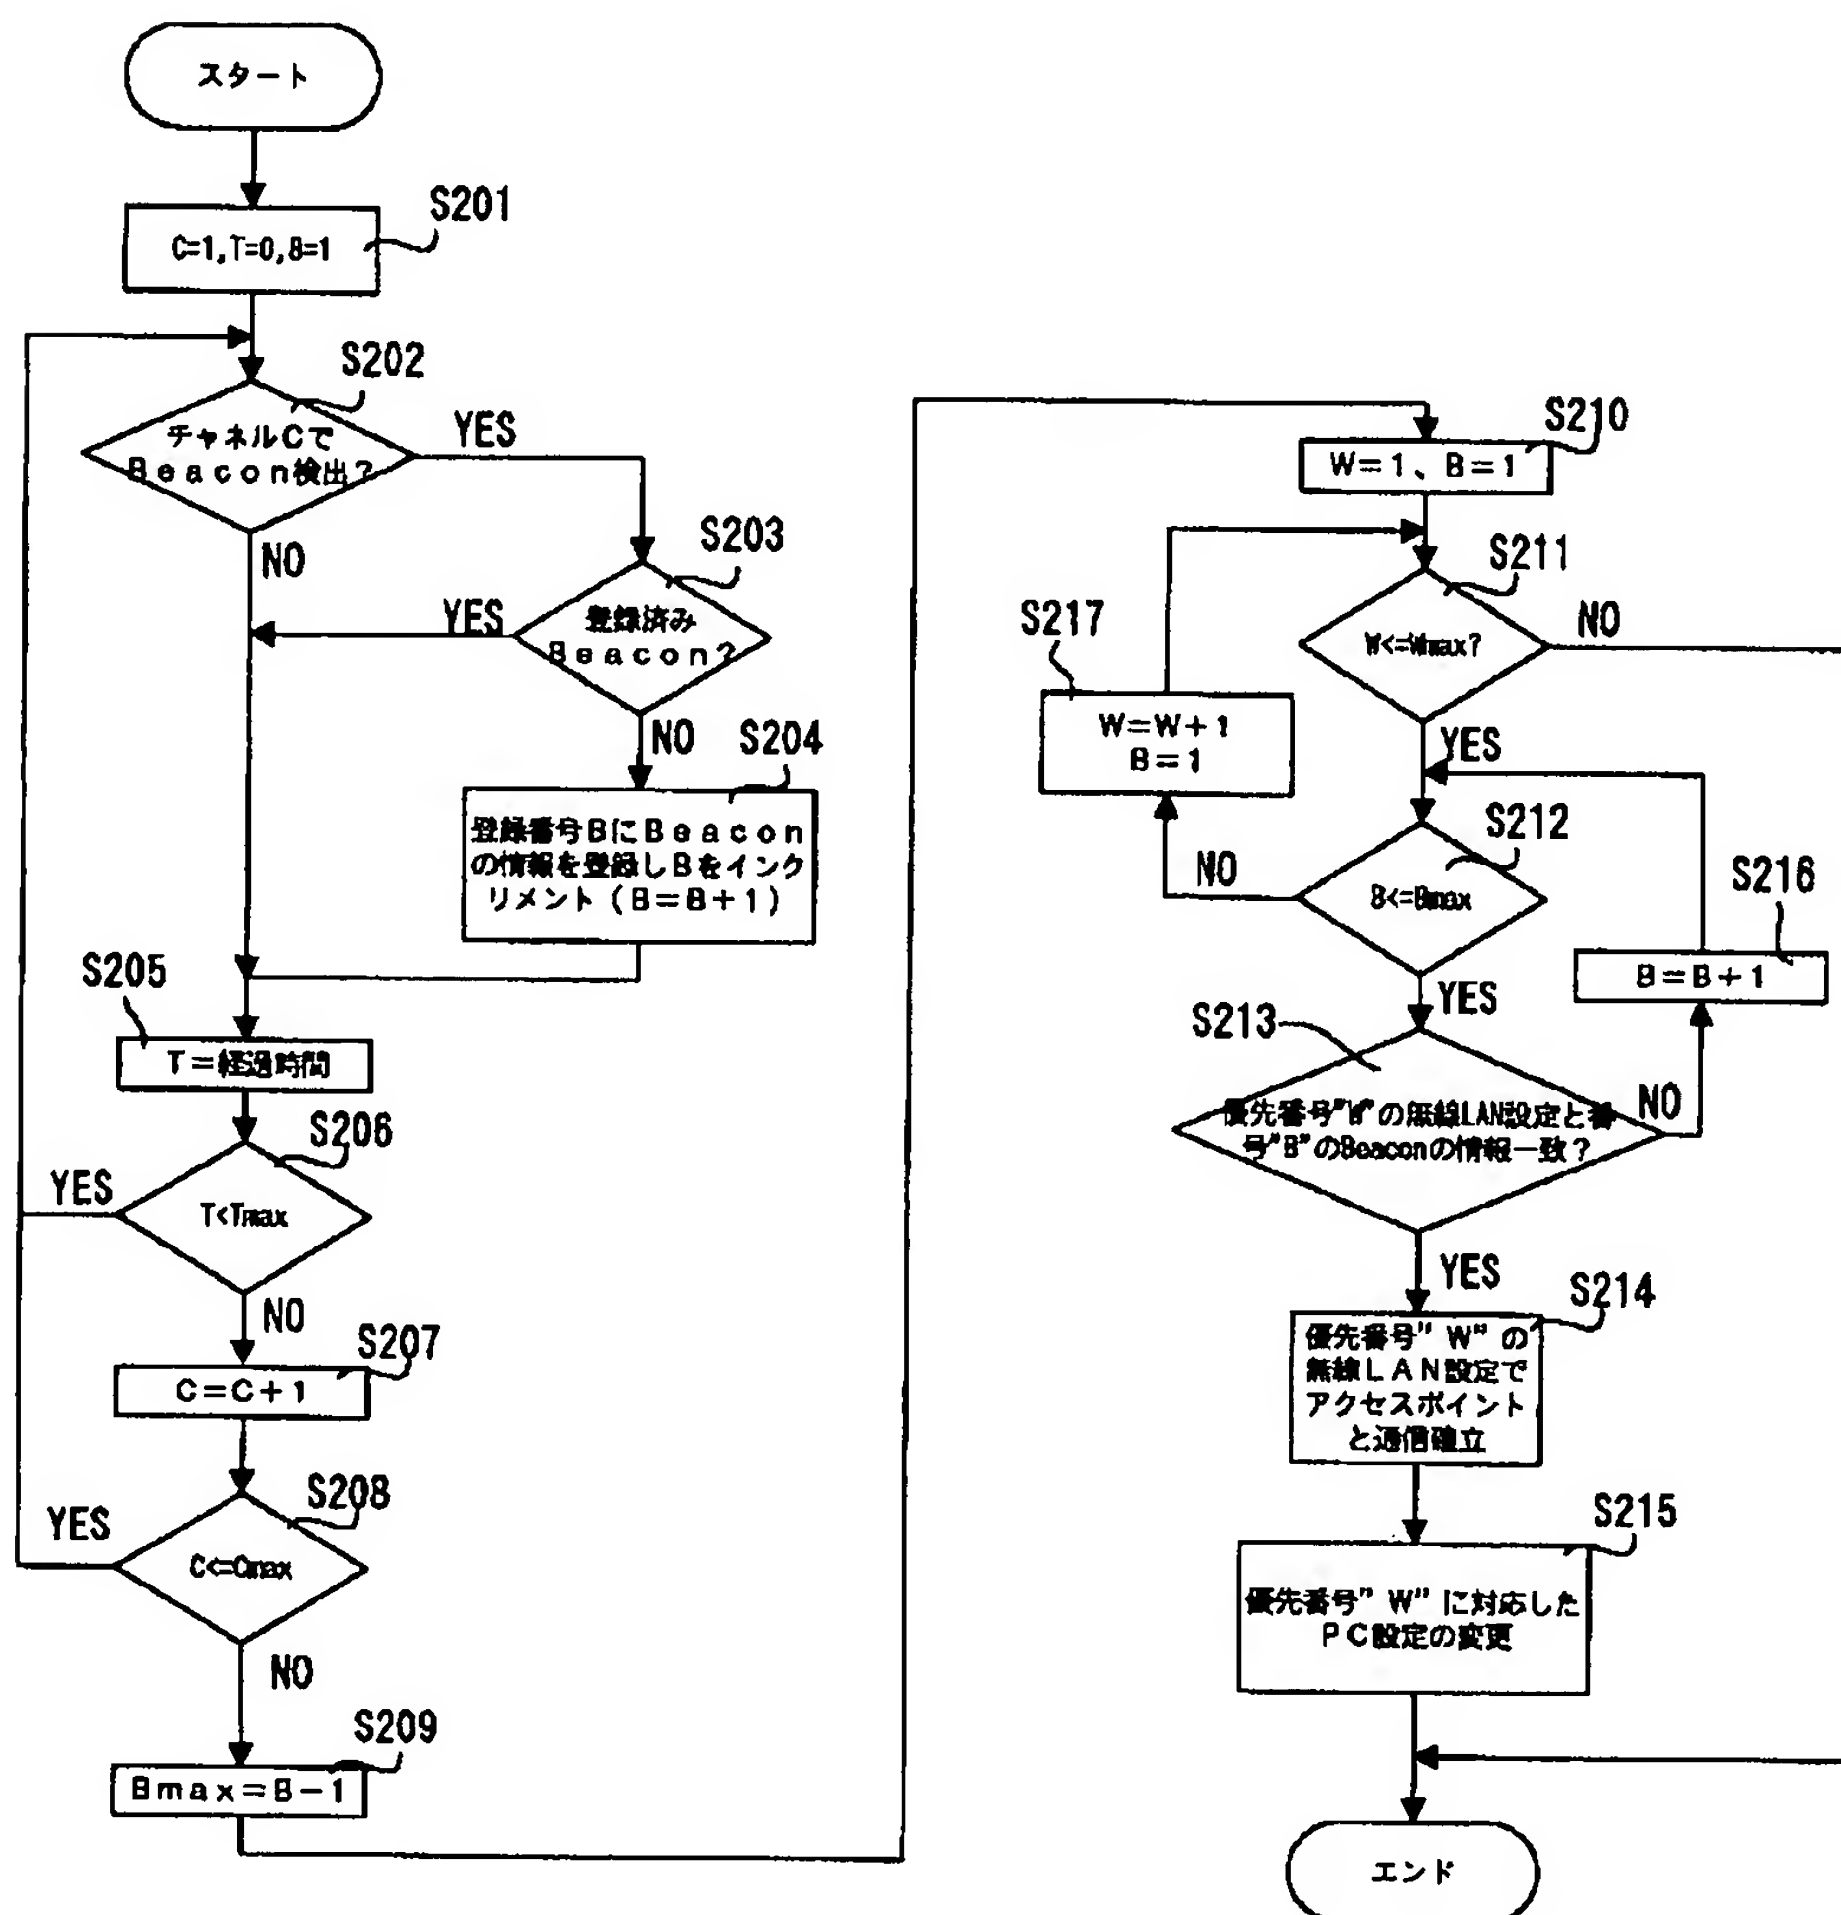 スタート
S201
C=1,T=0,B=1
S202
チャネルCで
Beacon検出?
YES
NO
S203
登録済み
Beacon?
YES
NO
S204
登録番号BにBeacon
の情報を登録しBをインク
リメント(B=B+1)
S205
T=経過時間
S206
T<Tmax
YES
NO
S207
C=C+1
S208
C<=Cmax
YES
NO
S209
Bmax=B-1
S210
W=1、B=1
S211
W<=Wmax?
NO
YES
S217
W=W+1
B=1
S212
B<=Bmax
NO
YES
S216
B=B+1
S213
優先番号"W"の無線LAN設定と番
号"B"のBeaconの情報一致?
NO
YES
S214
優先番号"W"の
無線LAN設定で
アクセスポイント
と通信確立
S215
優先番号"W"に対応した
PC設定の変更
エンド